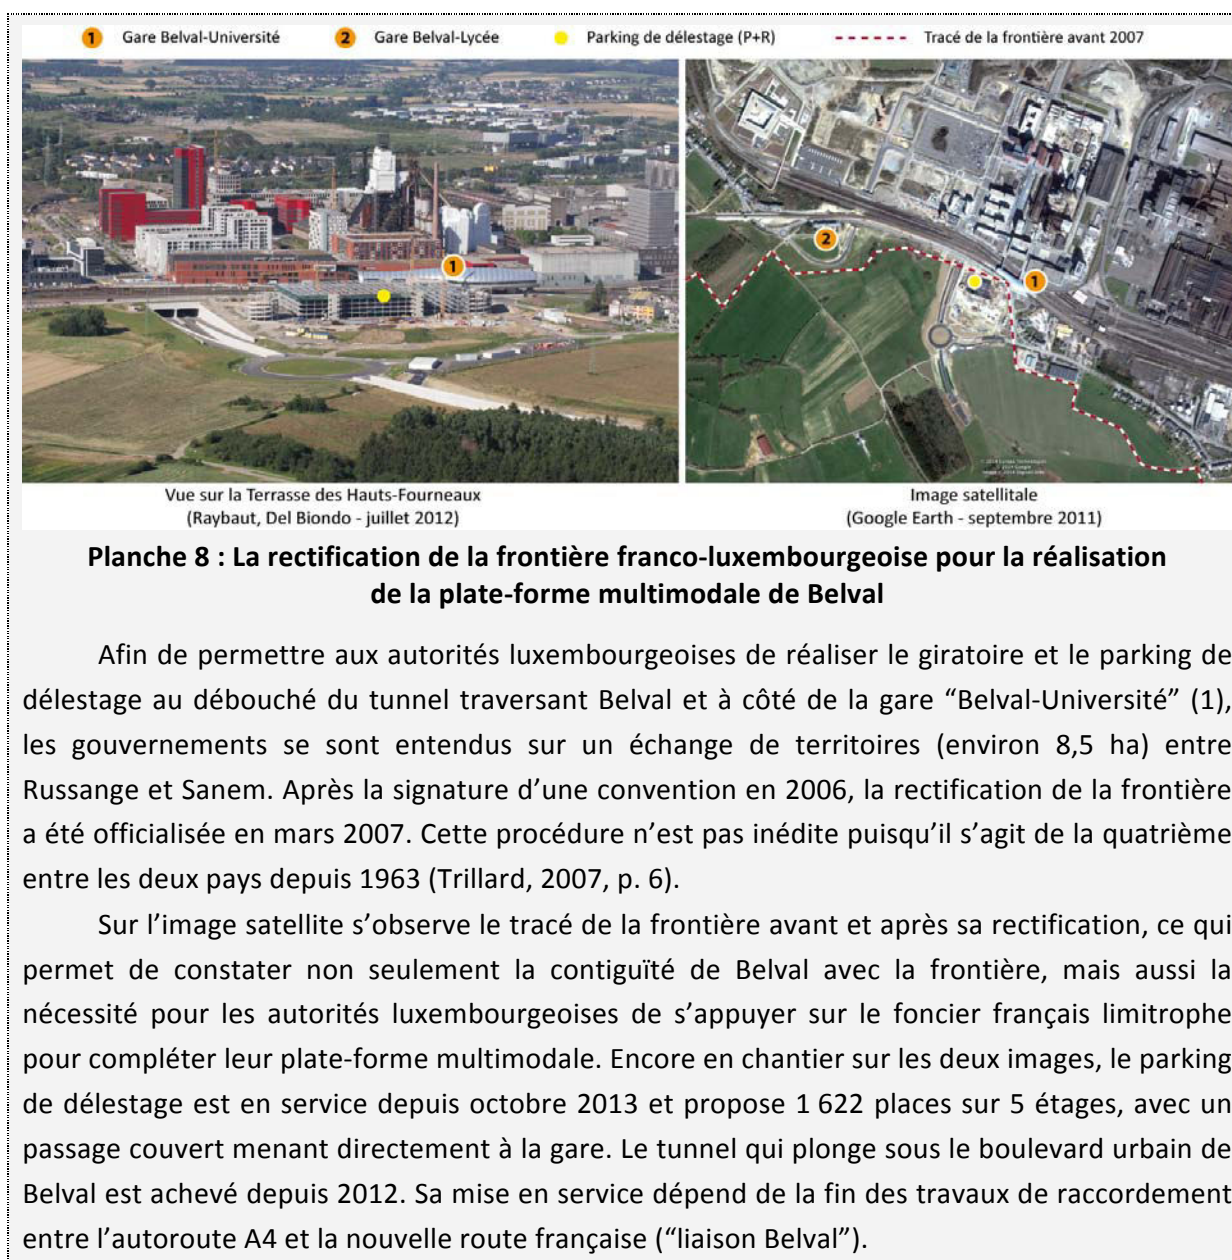 1 Gare Belval-Université 2 Gare Belval-Lycée Parking de délestage (P+R) Tracé de la frontière avant 2007
2
1
1
Vue sur la Terrasse des Hauts-Fourneaux
(Raybaut, Del Biondo - juillet 2012)
Image satellitale
(Google Earth - septembre 2011)
Planche 8 : La rectification de la frontière franco-luxembourgeoise pour la réalisation
de la plate-forme multimodale de Belval
Afin de permettre aux autorités luxembourgeoises de réaliser le giratoire et le parking de
délestage au débouché du tunnel traversant Belval et à côté de la gare “Belval-Université” (1),
les gouvernements se sont entendus sur un échange de territoires (environ 8,5 ha) entre
Russange et Sanem. Après la signature d’une convention en 2006, la rectification de la frontière
a été officialisée en mars 2007. Cette procédure n’est pas inédite puisqu’il s’agit de la quatrième
entre les deux pays depuis 1963 (Trillard, 2007, p. 6).
Sur l’image satellite s’observe le tracé de la frontière avant et après sa rectification, ce qui
permet de constater non seulement la contiguïté de Belval avec la frontière, mais aussi la
nécessité pour les autorités luxembourgeoises de s’appuyer sur le foncier français limitrophe
pour compléter leur plate-forme multimodale. Encore en chantier sur les deux images, le parking
de délestage est en service depuis octobre 2013 et propose 1 622 places sur 5 étages, avec un
passage couvert menant directement à la gare. Le tunnel qui plonge sous le boulevard urbain de
Belval est achevé depuis 2012. Sa mise en service dépend de la fin des travaux de raccordement
entre l’autoroute A4 et la nouvelle route française (“liaison Belval”).